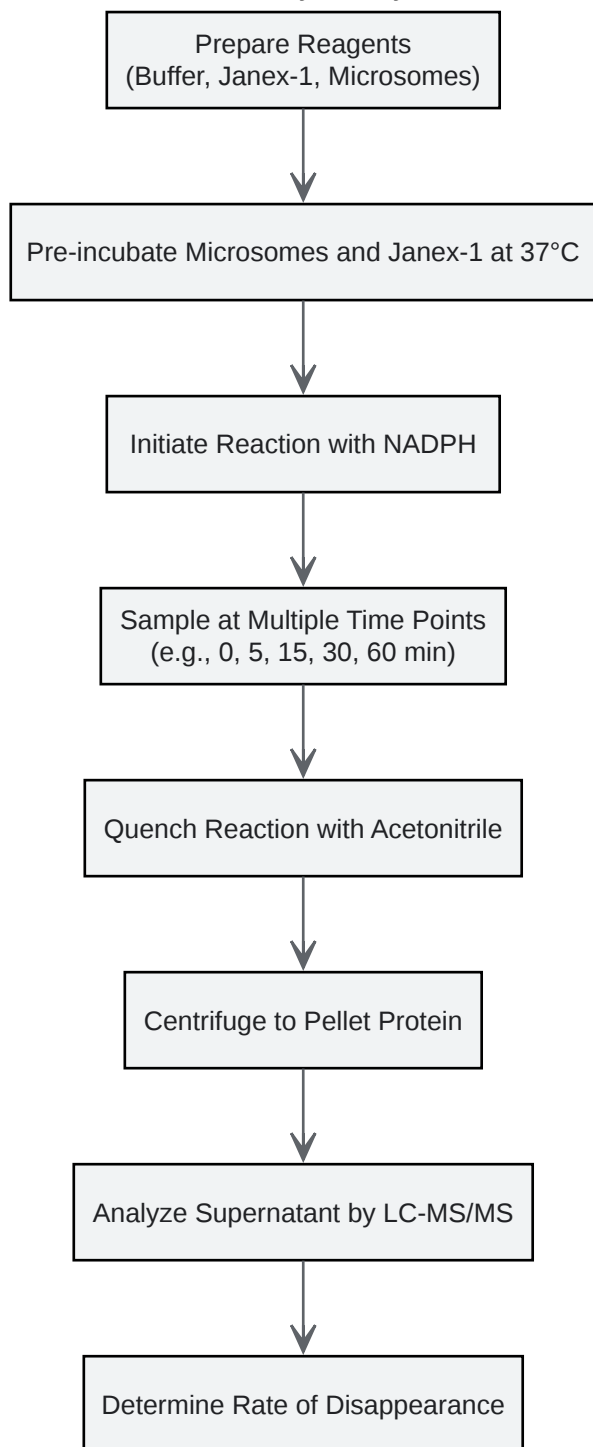 Prepare Reagents
(Buffer, Janex-1, Microsomes)
Pre-incubate Microsomes and Janex-1 at 37°C
Initiate Reaction with NADPH
Sample at Multiple Time Points
(e.g., 0, 5, 15, 30, 60 min)
Quench Reaction with Acetonitrile
Centrifuge to Pellet Protein
Analyze Supernatant by LC-MS/MS
Determine Rate of Disappearance